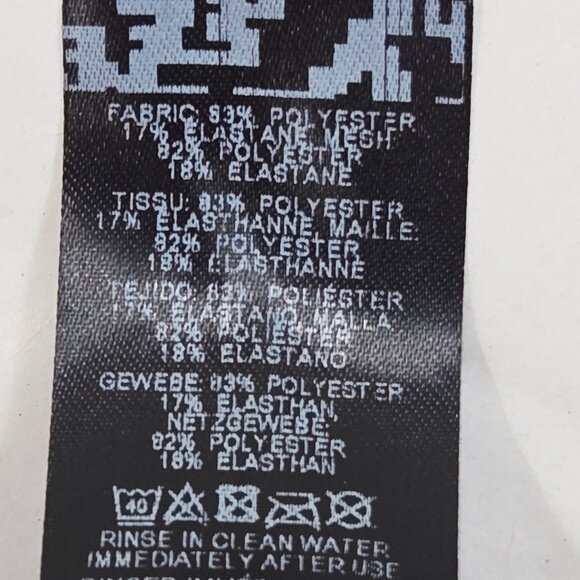 FABRIC: 83% POLYESTER
17% ELASTANE, MESH
82% POLYESTER
18% ELASTANE
TISSU: 83% POLYESTER
17% ELASTHANNE, MAILLE:
82% POLYESTER
18% ELASTHANNE
TEJIDO: 83% POLIÉSTER
17% ELASTANO, MALLA:
82% POLIÉSTER
18% ELASTANO
GEWEBE: 83% POLYESTER
17% ELASTHAN,
NETZGEWEBE:
82% POLYESTER
18% ELASTHAN
40
RINSE IN CLEAN WATER
IMMEDIATELY AFTER USE